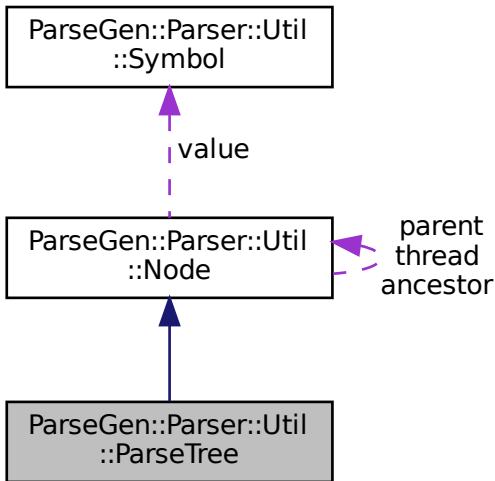 ParseGen::Parser::Util
::Symbol
value
ParseGen::Parser::Util
::Node
parent
thread
ancestor
ParseGen::Parser::Util
::ParseTree